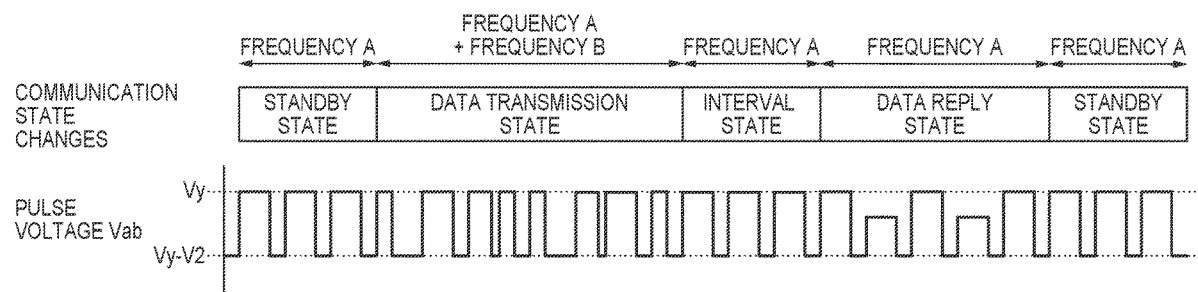 FREQUENCY A
FREQUENCY A
+ FREQUENCY B
FREQUENCY A
FREQUENCY A
FREQUENCY A
COMMUNICATION
STATE
CHANGES
STANDBY
STATE
DATA TRANSMISSION
STATE
INTERVAL
STATE
DATA REPLY
STATE
STANDBY
STATE
PULSE
VOLTAGE Vab
Vy
Vy-V2